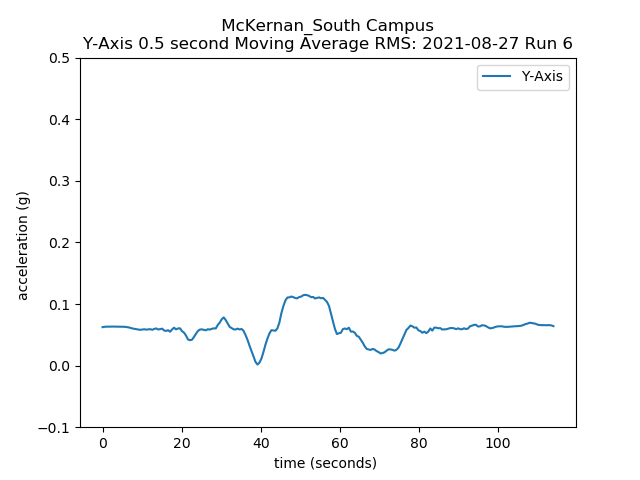 McKernan_South Campus
Y-Axis 0.5 second Moving Average RMS: 2021-08-27 Run 6
Y-Axis
0.5
0.4
0.3
0.2
0.1
0.0
−0.1
acceleration (g)
0 20 40 60 80 100
time (seconds)